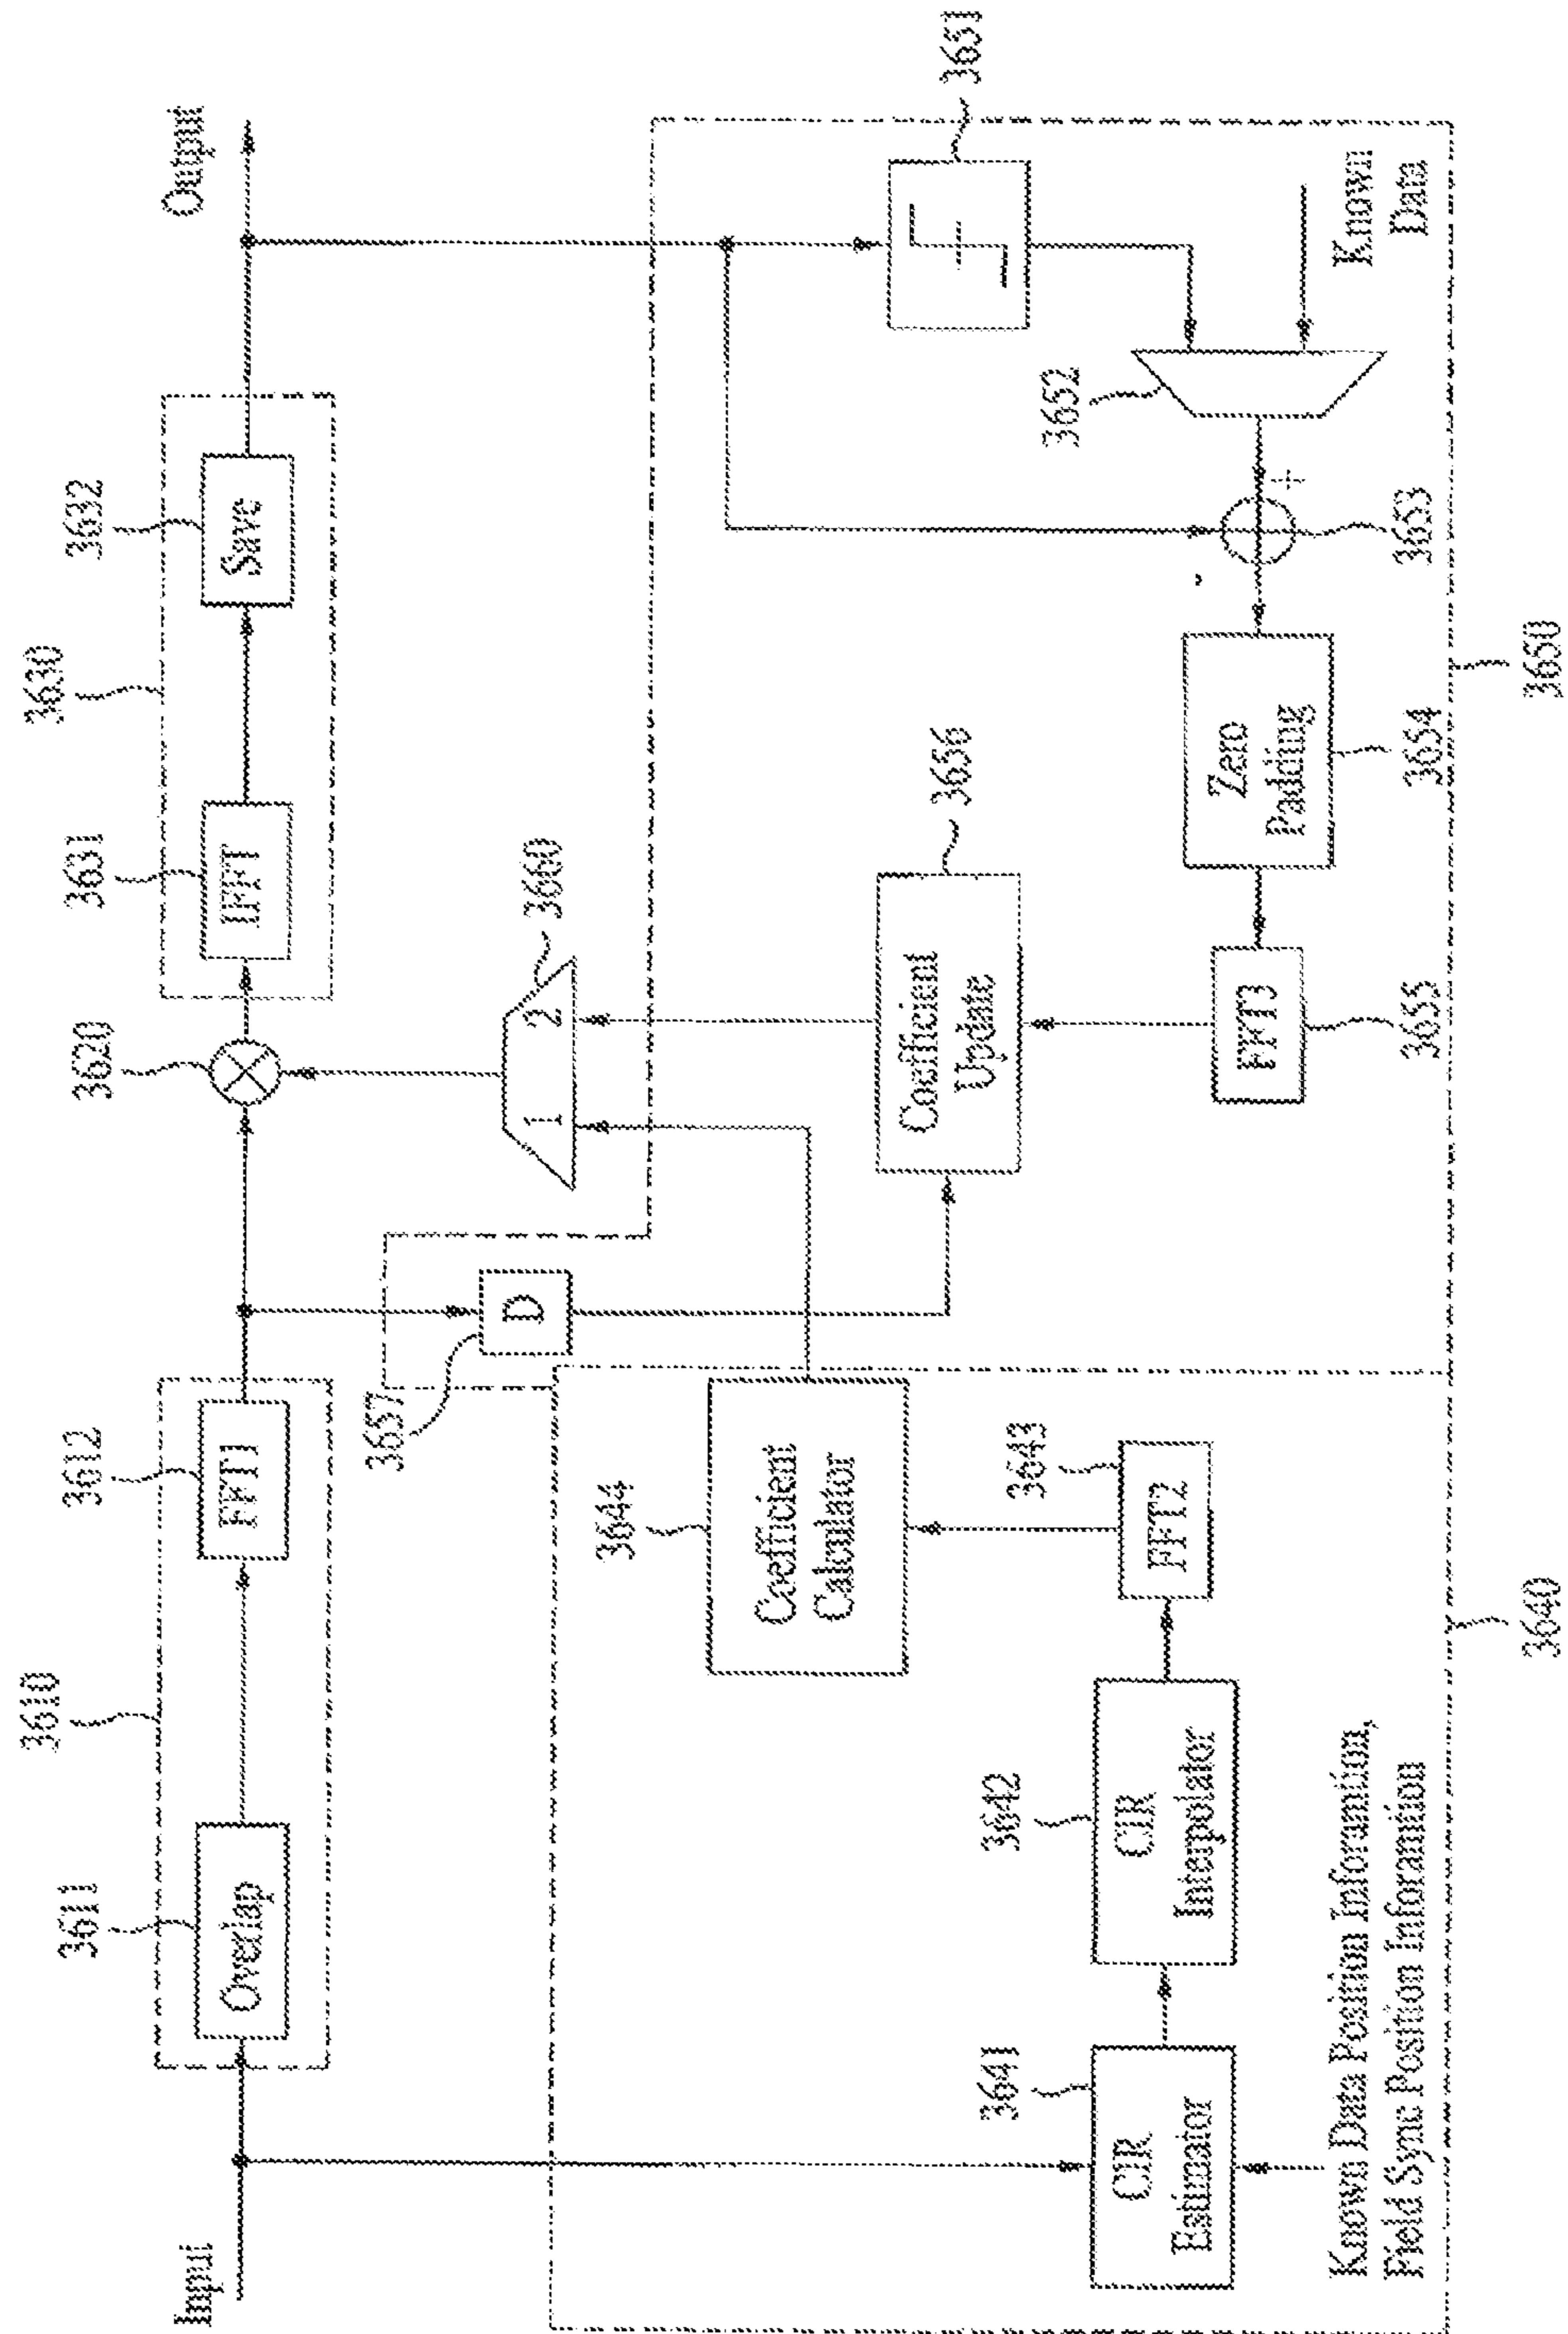 Input
3610
3611
Overlap
3612
FFT1
3620
3630
3631
IFFT
3632
Save
Output
3657
D
3660
1
2
3644
Coefficient
Calculator
3656
Coefficient
Update
3651
3652
Known
Data
+
-
3653
Zero
Padding
3654
FFT3
3655
3650
3641
CIR
Estimator
3642
CIR
Interpolator
3643
FFT2
Known Data Position Inforamtion,
Field Sync Position Inforamtion
3640